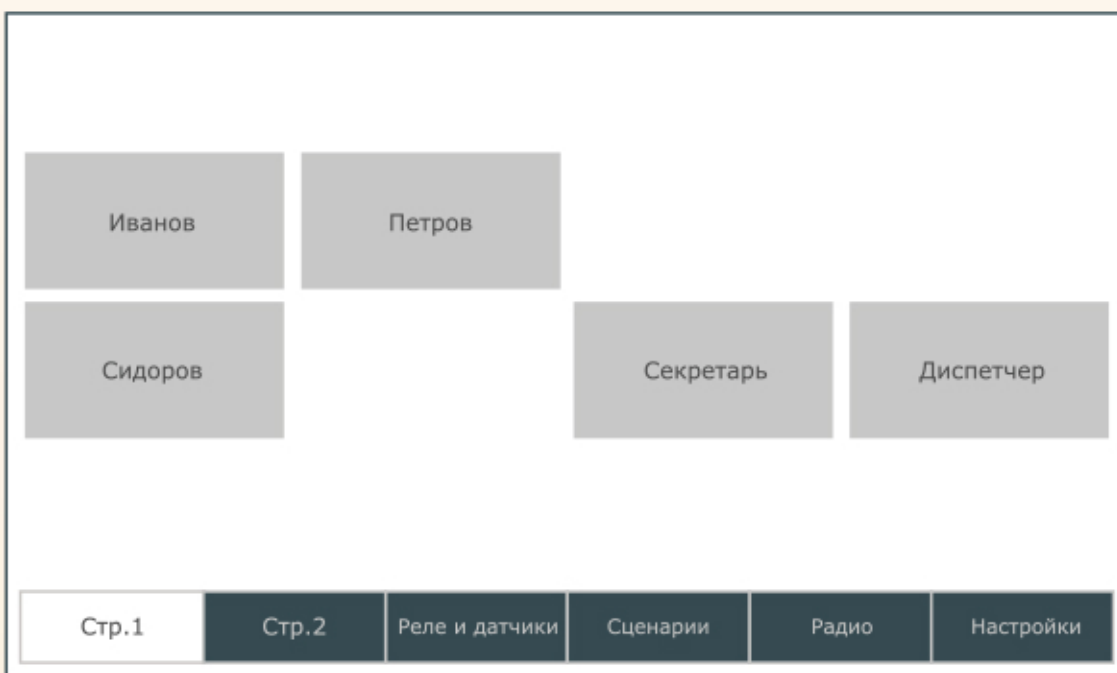 Иванов
Петров
Сидоров
Секретарь
Диспетчер
Стр.1
Стр.2
Реле и датчики
Сценарии
Радио
Настройки